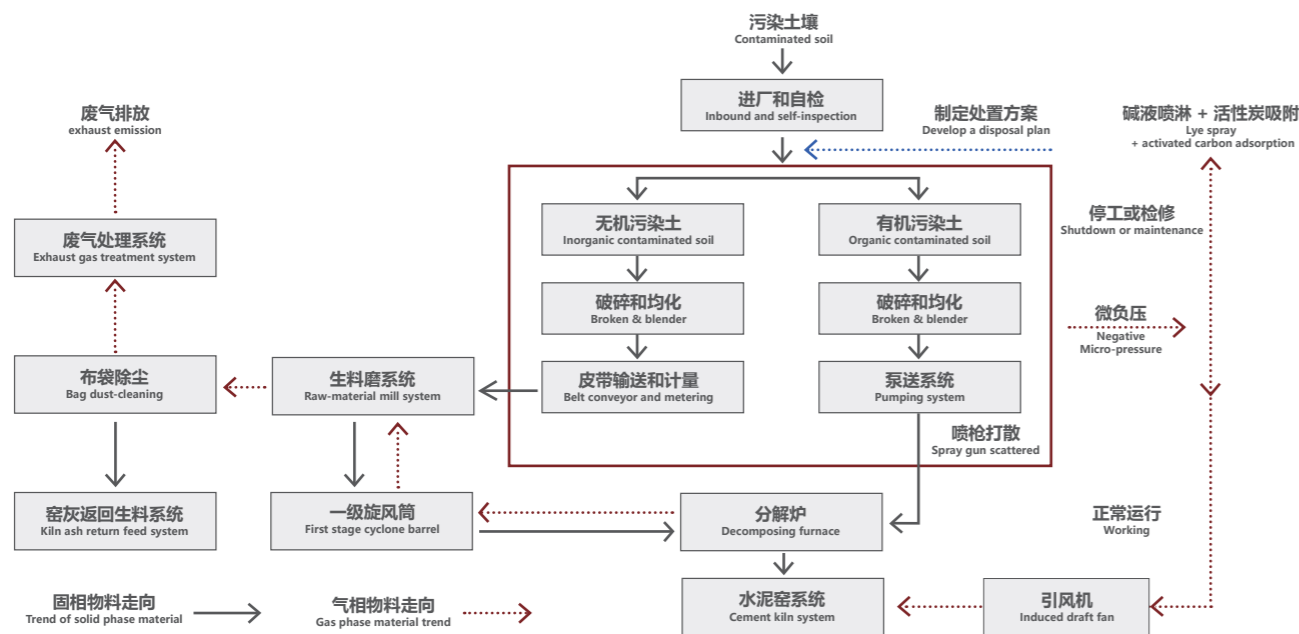 污染土壤
Contaminated soil
进厂和自检
Inbound and self-inspection
废气排放
exhaust emission
制定处置方案
Develop a disposal plan
碱液喷淋 + 活性炭吸附
Lye spray
+ activated carbon adsorption
无机污染土
Inorganic contaminated soil
有机污染土
Organic contaminated soil
停工或检修
Shutdown or maintenance
废气处理系统
Exhaust gas treatment system
破碎和均化
Broken & blender
破碎和均化
Broken & blender
微负压
Negative
Micro-pressure
布袋除尘
Bag dust-cleaning
生料磨系统
Raw-material mill system
皮带输送和计量
Belt conveyor and metering
泵送系统
Pumping system
喷枪打散
Spray gun scattered
窑灰返回生料系统
Kiln ash return feed system
一级旋风筒
First stage cyclone barrel
分解炉
Decomposing furnace
正常运行
Working
固相物料走向
Trend of solid phase material
气相物料走向
Gas phase material trend
水泥窑系统
Cement kiln system
引风机
Induced draft fan